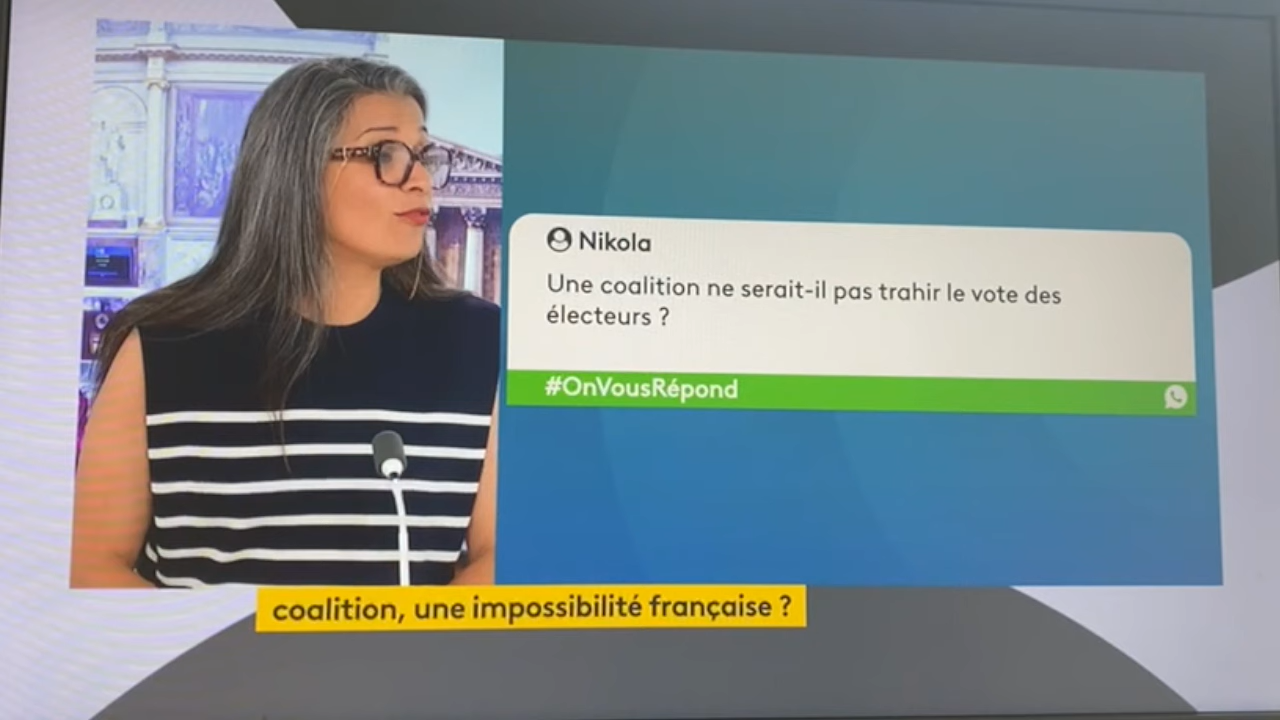 Nikola
Une coalition ne serait-il pas trahir le vote des
électeurs ?
#OnVousRépond
coalition, une impossibilité française ?